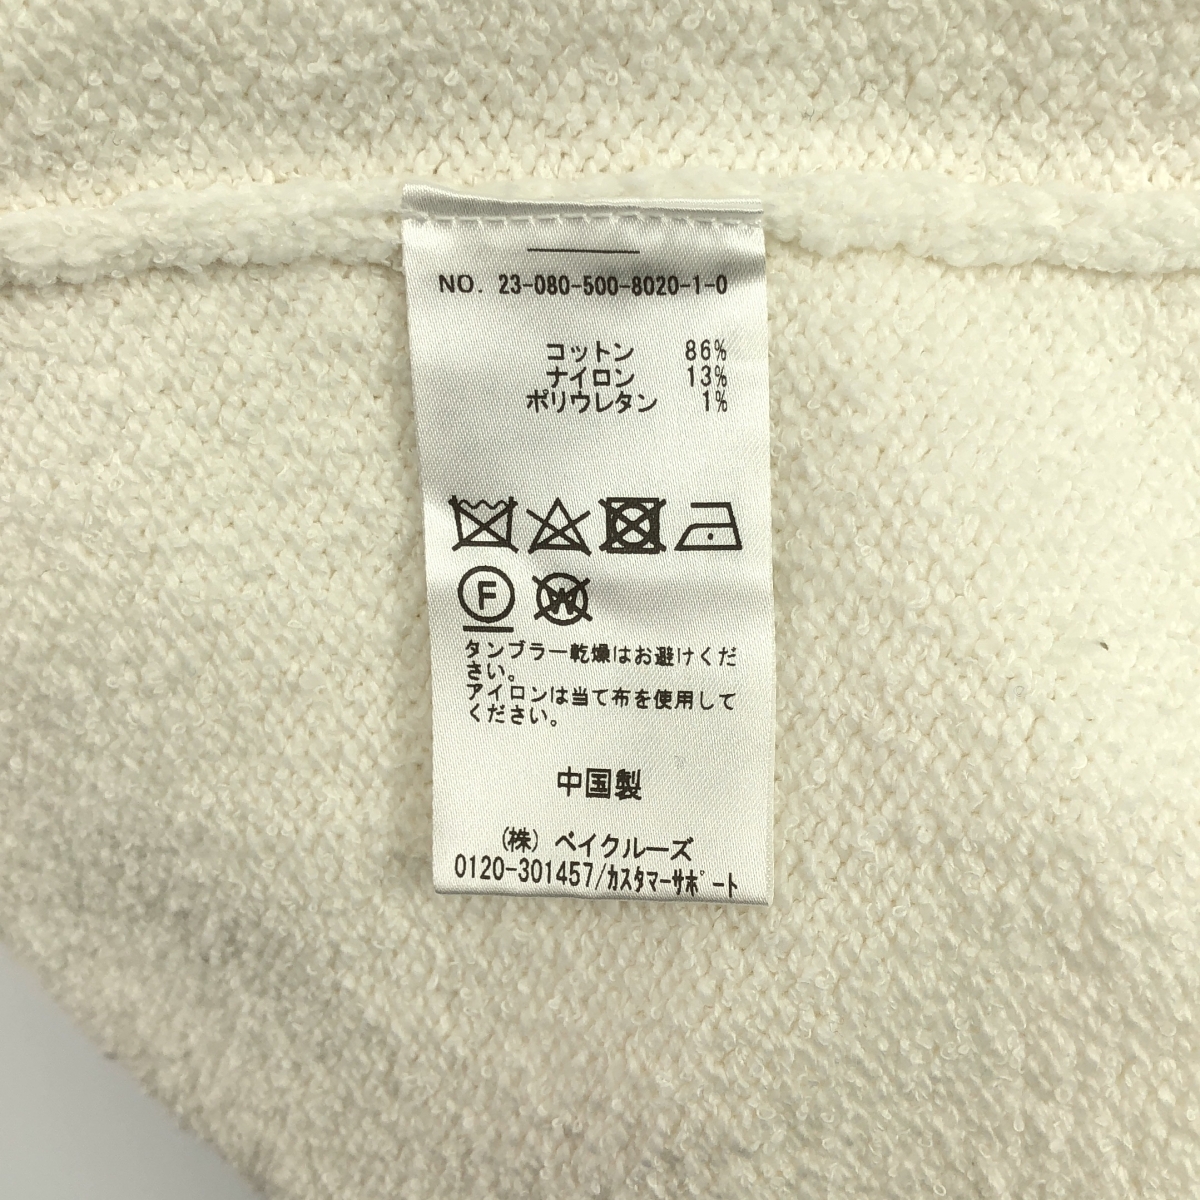 NO. 23-080-500-8020-1-0
コットン 86%
ナイロン 13%
ポリウレタン 1%
F
W
タンブラー乾燥はお避けくだ
さい。
アイロンは当て布を使用して
ください。
中国製
(株) ベイクルーズ
0120-301457/カスタマーサポート